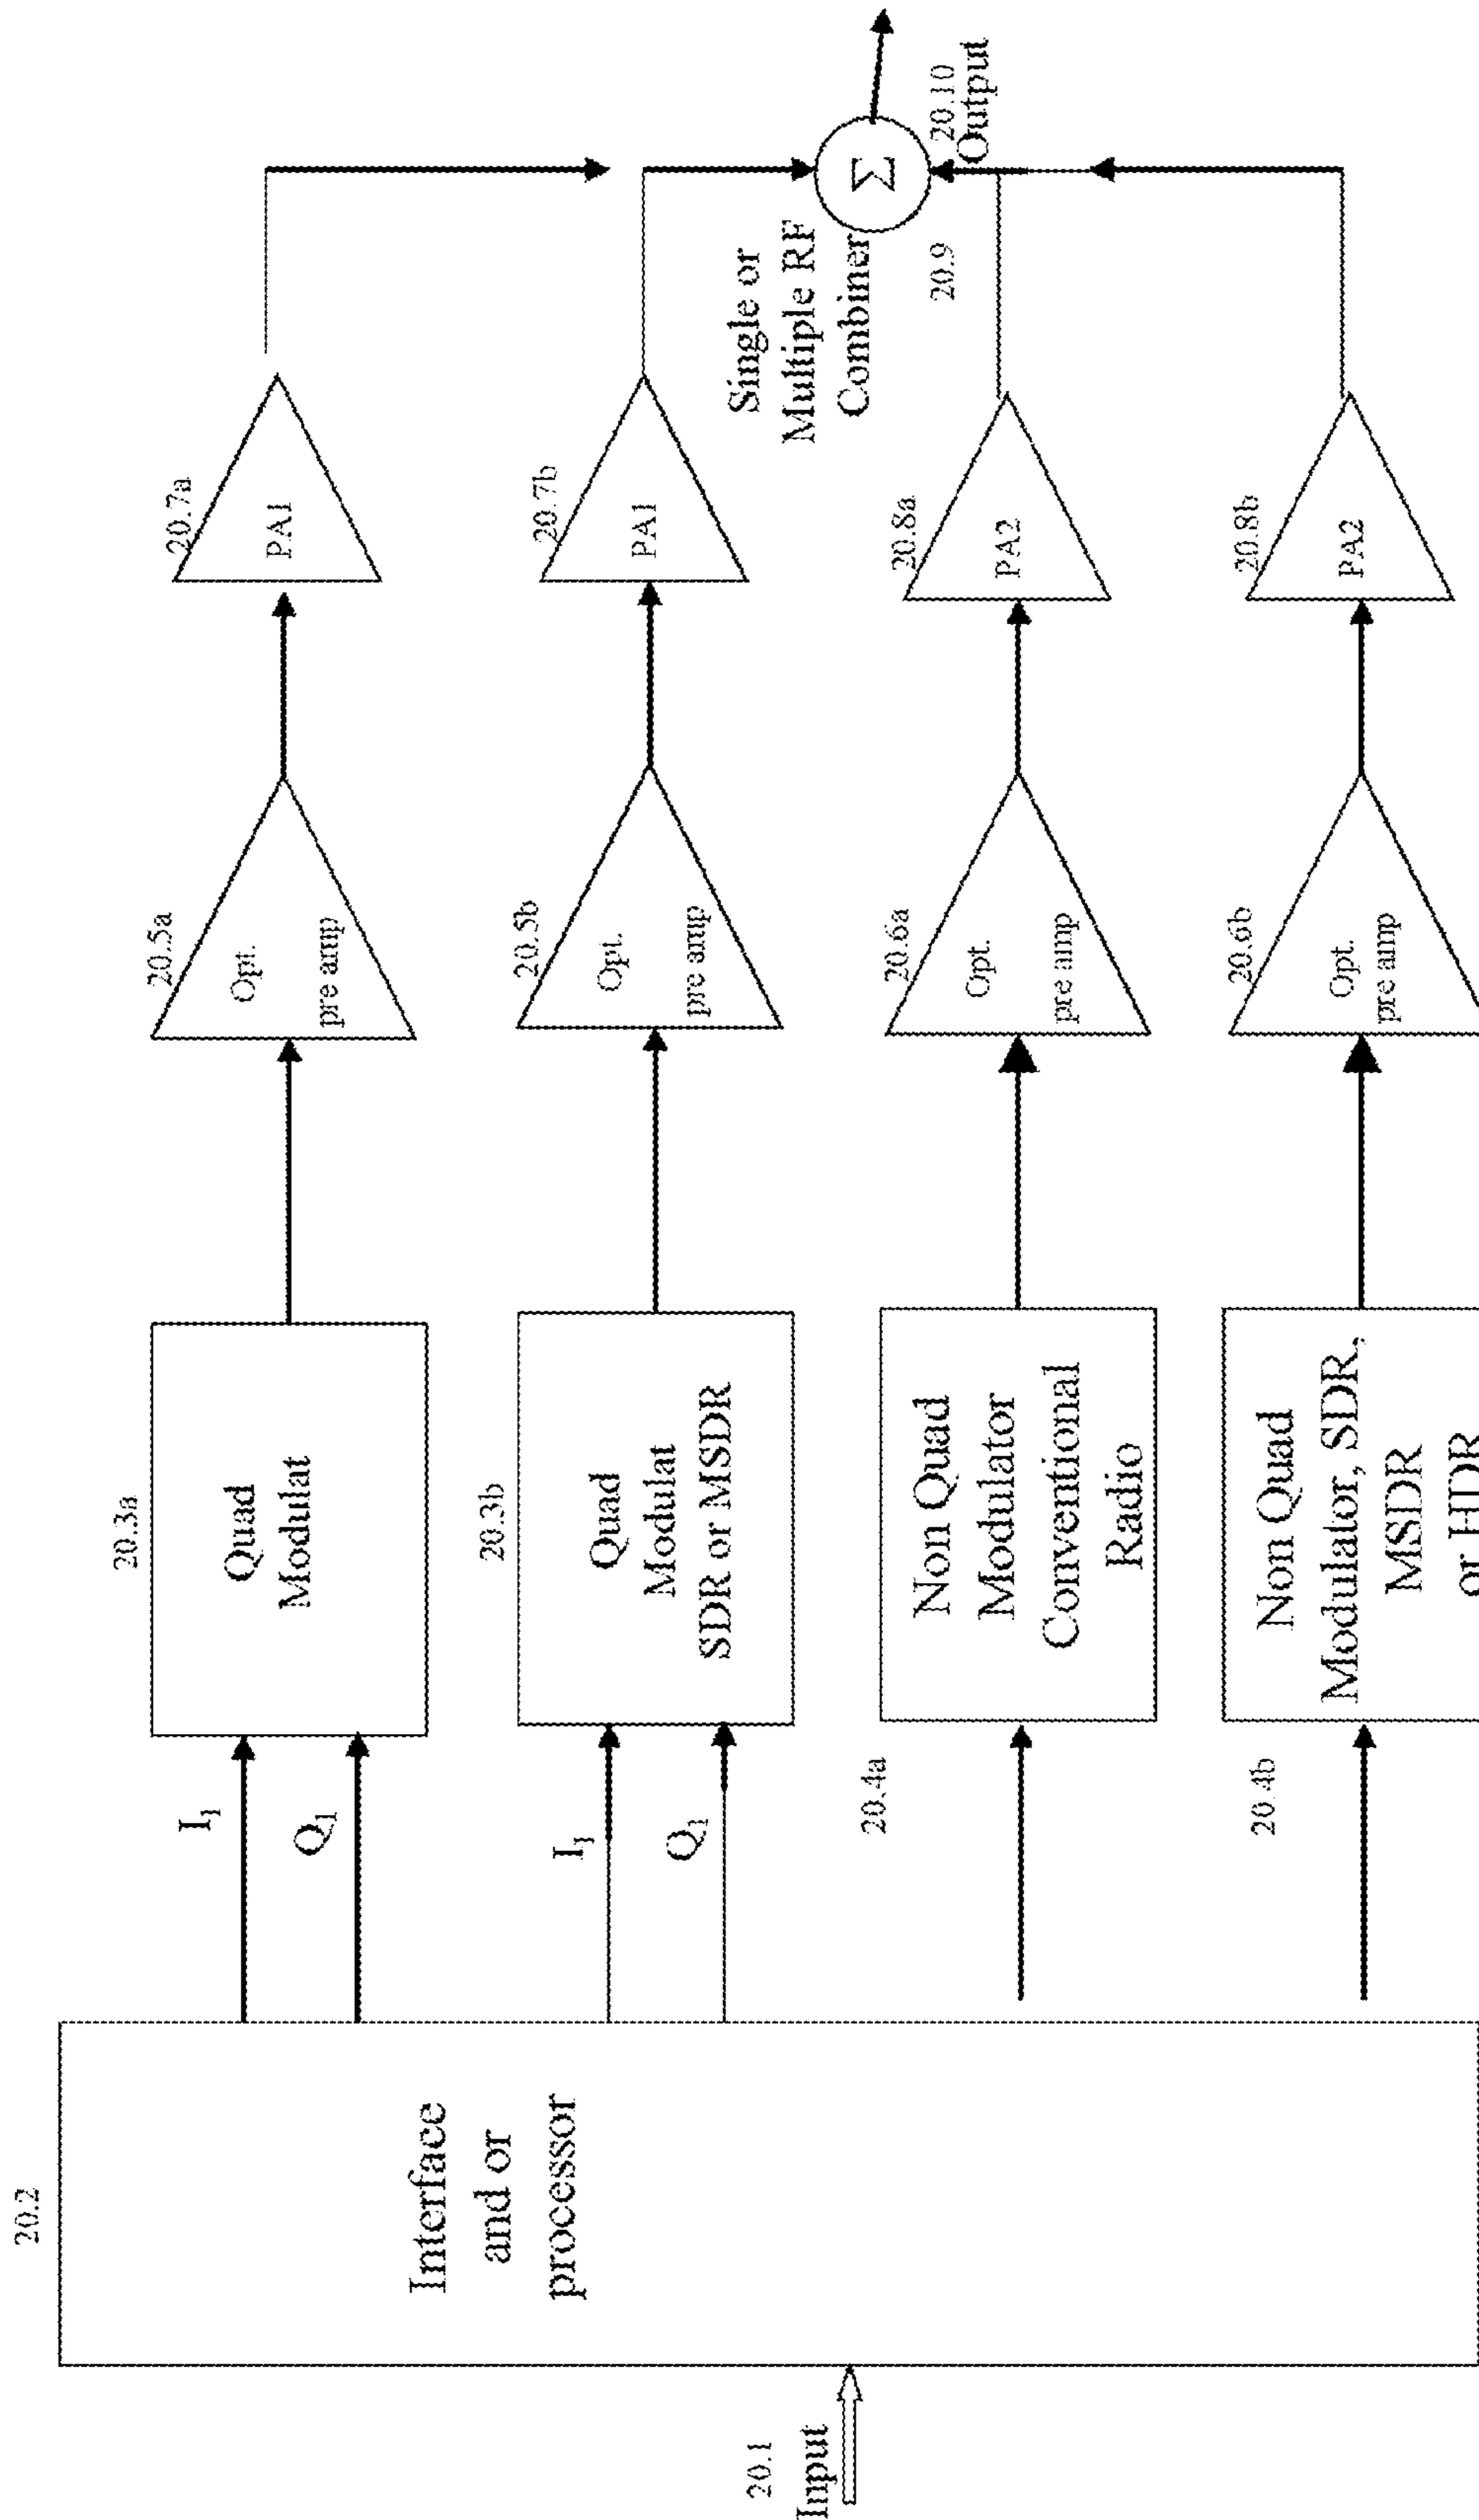 20.1
Input
20.2
Interface
and or
processor
I1
Q1
I1
Q1
20.3a
Quad
Modulat
20.3b
Quad
Modulat
SDR or MSDR
20.4a
Non Quad
Modulator
Conventional
Radio
20.4b
Non Quad
Modulator, SDR,
MSDR
or HDR
20.5a
Opt.
pre amp
20.5b
Opt.
pre amp
20.6a
Opt.
pre amp
20.6b
Opt.
pre amp
20.7a
PA1
20.7b
PA1
20.8a
PA2
20.8b
PA2
Single or
Multiple RF
Combiner
20.9
Σ
20.10
Output